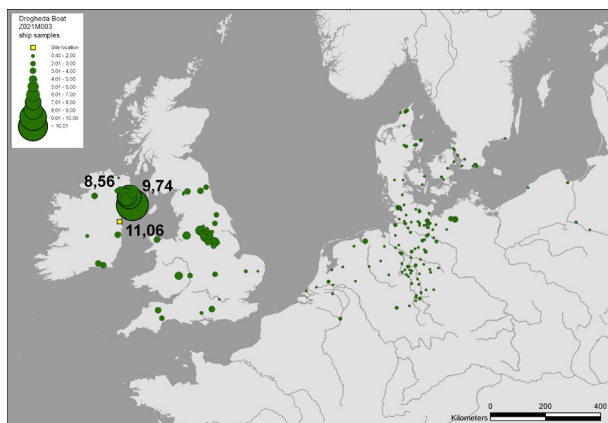 Drogheda Boat
Z021M003
ship samples
Site location
0.40 - 2,00
2,01 - 3,00
3,01 - 4,00
4,01 - 5,00
5,01 - 6,00
6,01 - 7,00
7,01 - 8,00
8,01 - 9,00
9,01 - 10,00
> 10,01
8,56
9,74
11,06
0 200 400
Kilometers